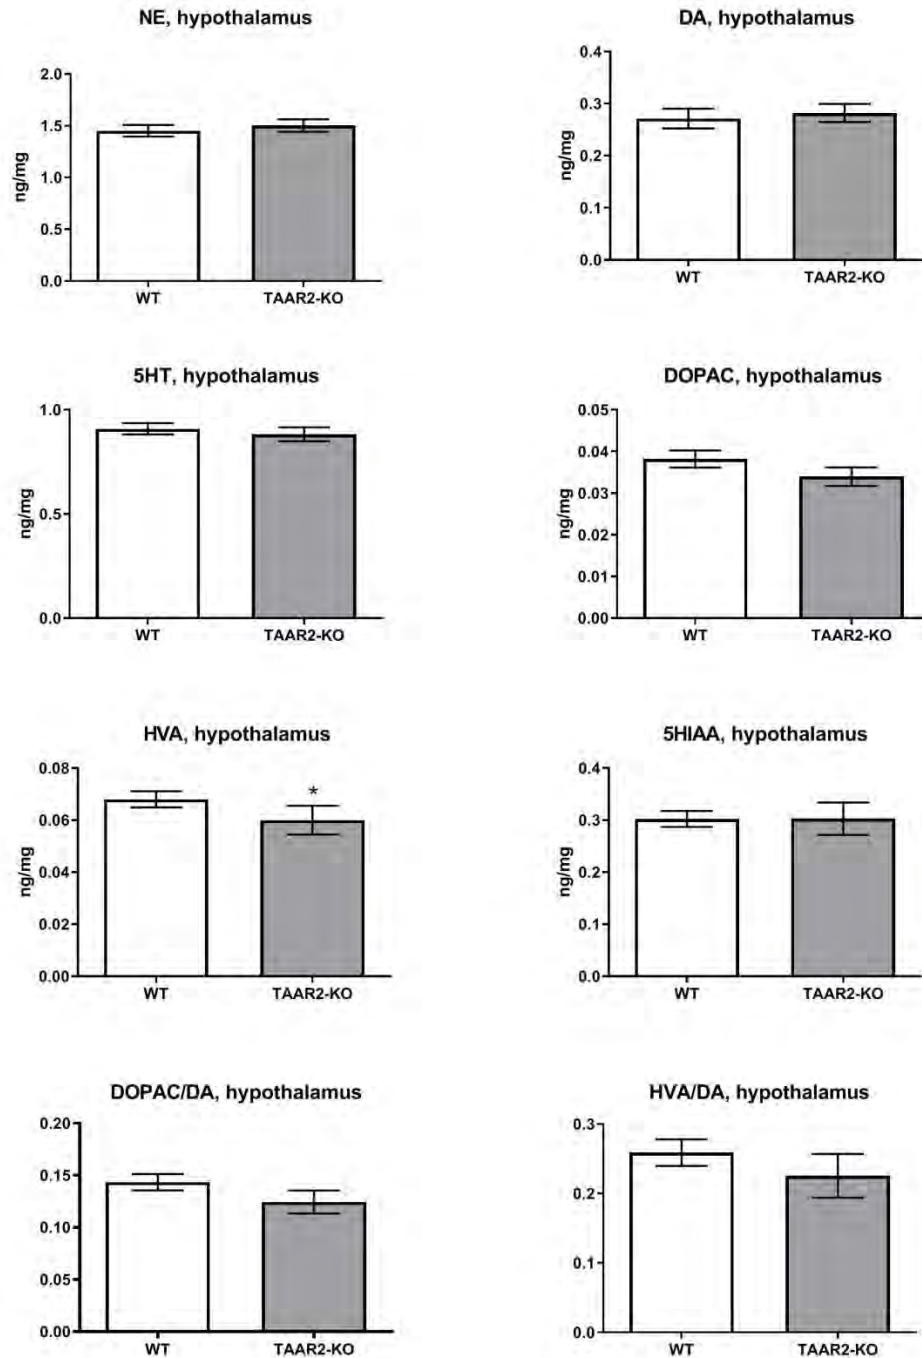 NE, hypothalamus
2.0
1.5
1.0
0.5
0.0
ng/mg
WT TAAR2-KO
DA, hypothalamus
0.4
0.3
0.2
0.1
0.0
ng/mg
WT TAAR2-KO
5HT, hypothalamus
1.0
0.5
0.0
ng/mg
WT TAAR2-KO
DOPAC, hypothalamus
0.05
0.04
0.03
0.02
0.01
0.00
ng/mg
WT TAAR2-KO
HVA, hypothalamus
0.08
0.06
0.04
0.02
0.00
ng/mg
*
WT TAAR2-KO
5HIAA, hypothalamus
0.4
0.3
0.2
0.1
0.0
ng/mg
WT TAAR2-KO
DOPAC/DA, hypothalamus
0.20
0.15
0.10
0.05
0.00
WT TAAR2-KO
HVA/DA, hypothalamus
0.3
0.2
0.1
0.0
WT TAAR2-KO